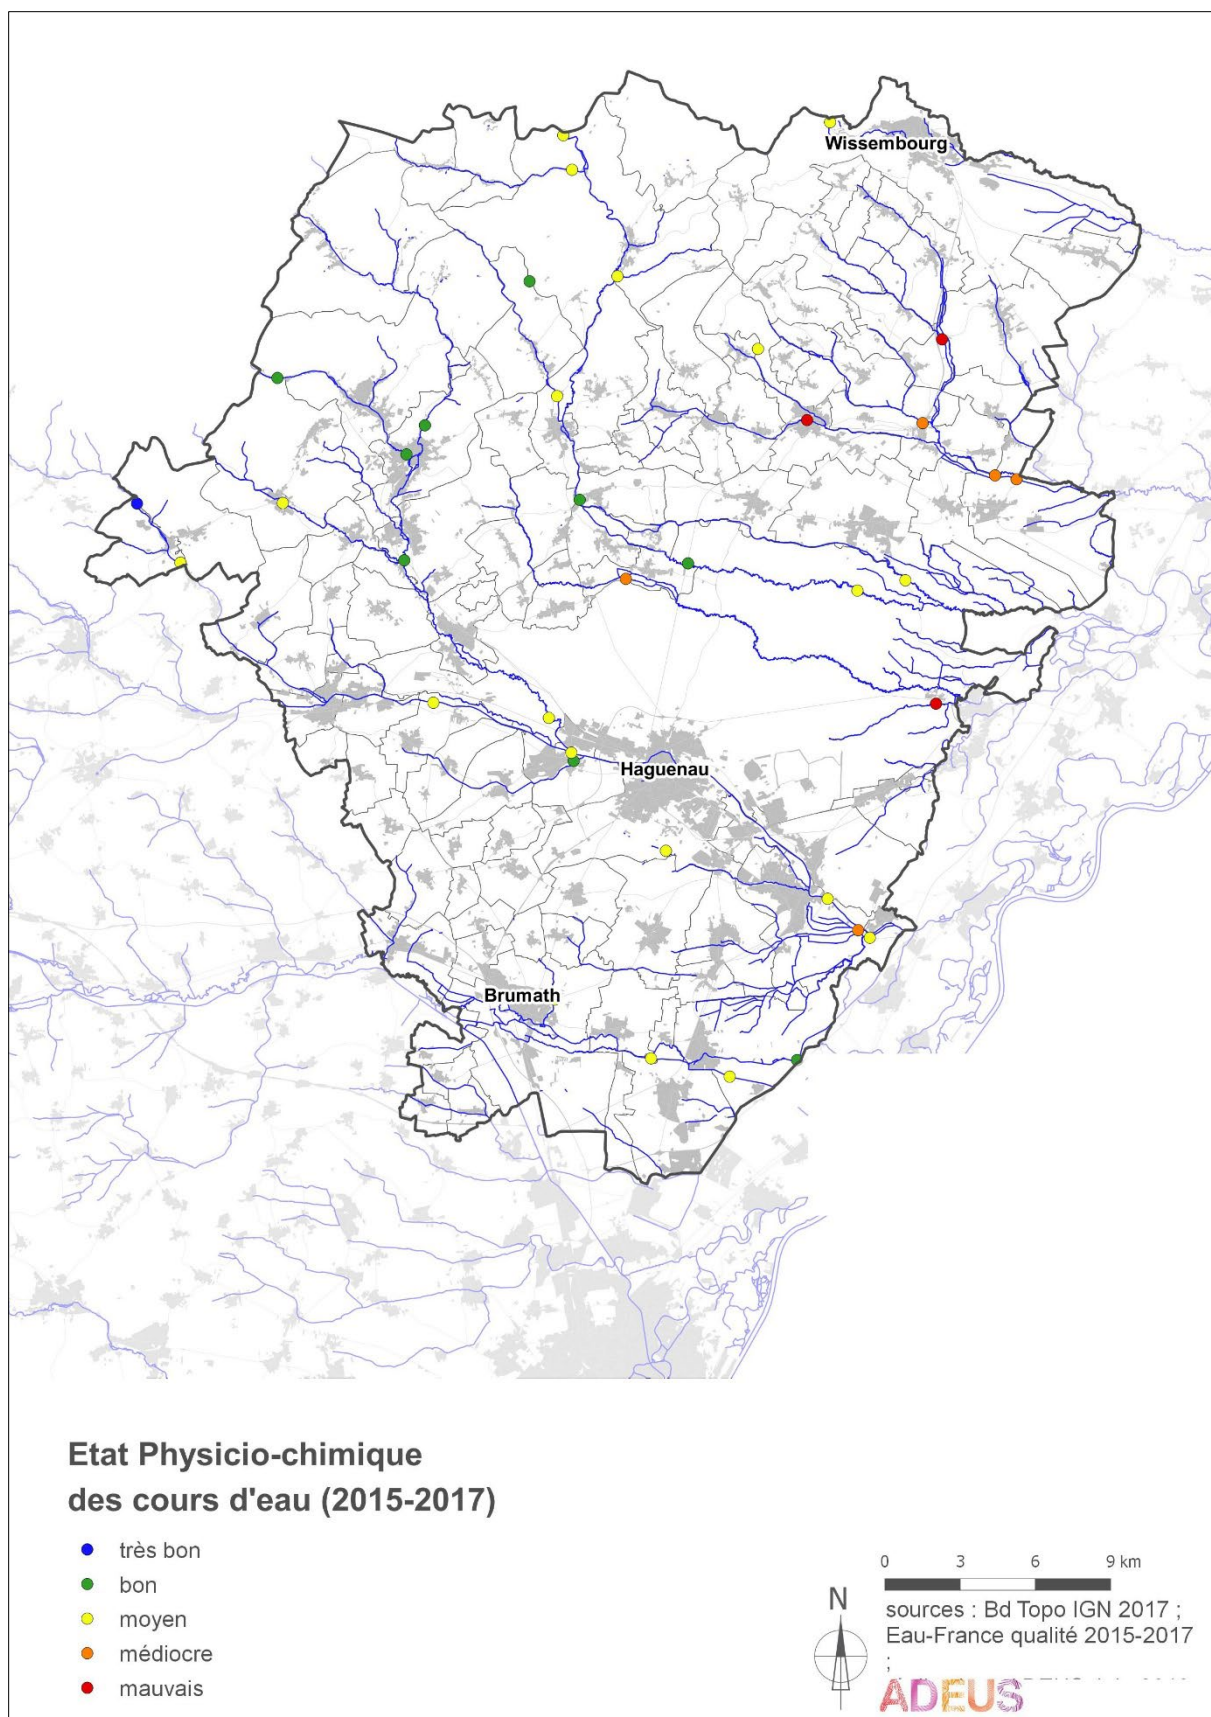 Wissembourg
Haguenau
Brumath
Etat Physicio-chimique
des cours d'eau (2015-2017)
très bon
bon
moyen
médiocre
mauvais
0 3 6 9 km
N
sources : Bd Topo IGN 2017 ;
Eau-France qualité 2015-2017
;
ADEUS